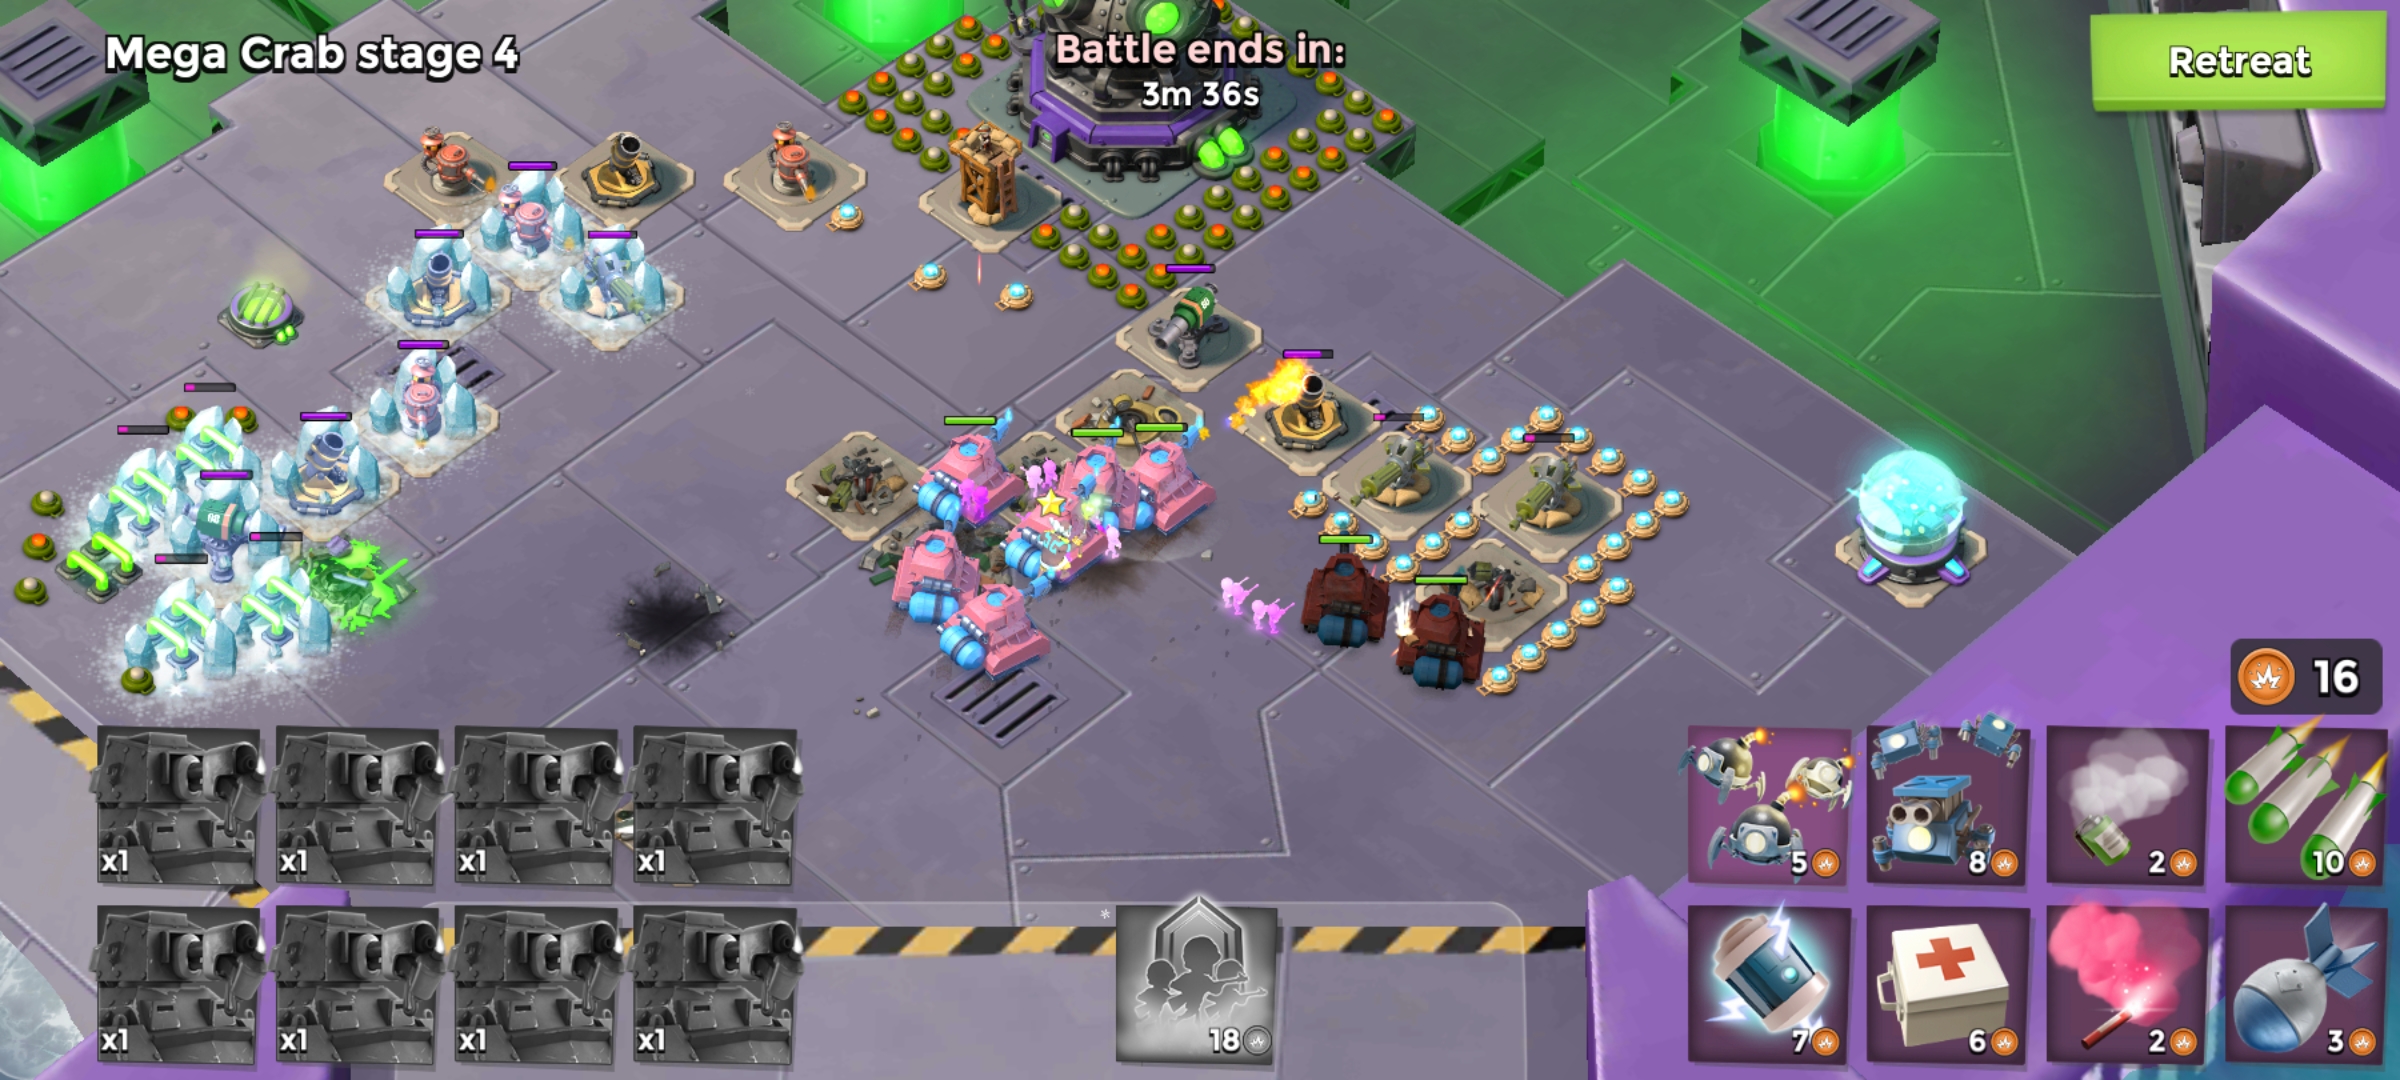 Mega Crab stage 4
Battle ends in:
3m 36s
Retreat
16
x1 x1 x1 x1
5 8 2 10
x1 x1 x1 x1
18
7 6 2 3